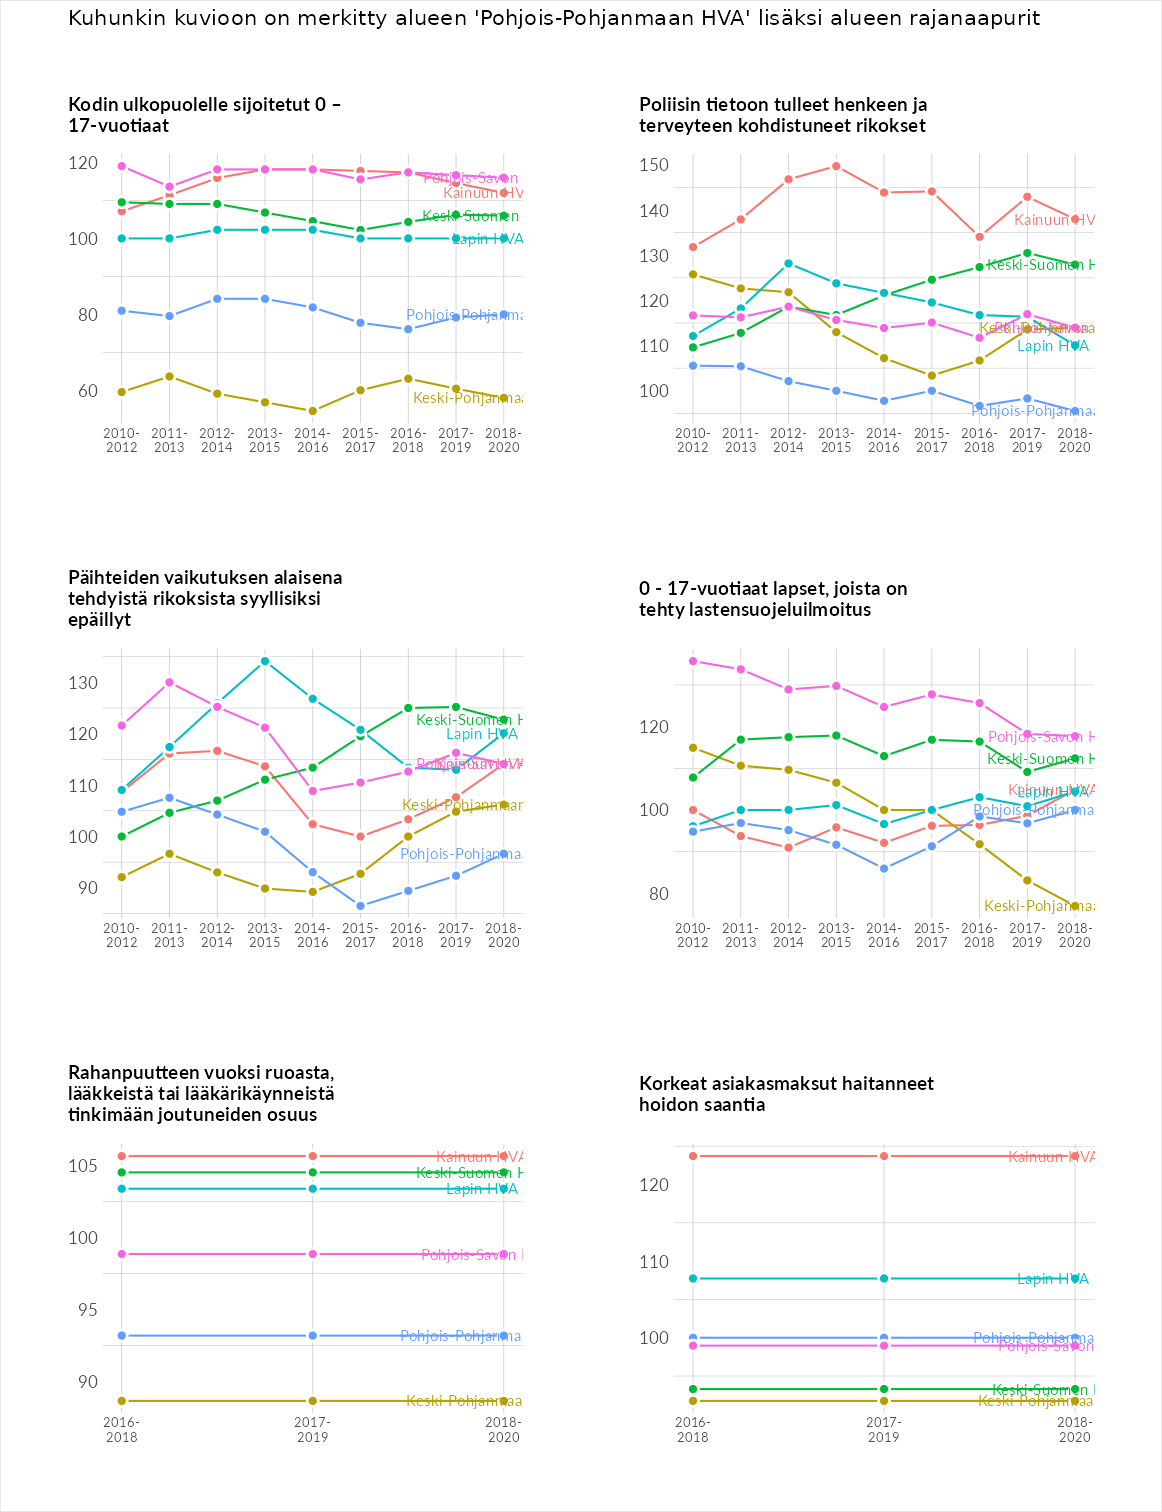 Kuhunkin kuvioon on merkitty alueen 'Pohjois-Pohjanmaan HVA' lisäksi alueen rajanaapurit
Kodin ulkopuolelle sijoitetut 0 –
17-vuotiaat
120
100
80
60
Pohjois-Savon
Kainuun HV
Keski-Suomen
Lapin HVA
Pohjois-Pohjanma
Keski-Pohjanmaa
2010- 2011- 2012- 2013- 2014- 2015- 2016- 2017- 2018-
2012 2013 2014 2015 2016 2017 2018 2019 2020
Poliisin tietoon tulleet henkeen ja
terveyteen kohdistuneet rikokset
150
140
130
120
110
100
Kainuun HV
Keski-Suomen H
Lapin HVA
Pohjois-Pohjanmaa
2010- 2011- 2012- 2013- 2014- 2015- 2016- 2017- 2018-
2012 2013 2014 2015 2016 2017 2018 2019 2020
Päihteiden vaikutuksen alaisena
tehdyistä rikoksista syyllisiksi
epäillyt
130
120
110
100
90
Keski-Suomen H
Lapin HVA
Keski-Pohjanmaan
Pohjois-Pohjanmaa
2010- 2011- 2012- 2013- 2014- 2015- 2016- 2017- 2018-
2012 2013 2014 2015 2016 2017 2018 2019 2020
0 - 17-vuotiaat lapset, joista on
tehty lastensuojeluilmoitus
120
100
80
Pohjois-Savon H
Keski-Suomen H
Kainuun HVA
Lapin HVA
Pohjois-Pohjanmaa
Keski-Pohjanmaa
2010- 2011- 2012- 2013- 2014- 2015- 2016- 2017- 2018-
2012 2013 2014 2015 2016 2017 2018 2019 2020
Rahanpuutteen vuoksi ruoasta,
lääkkeistä tai lääkärikäynneistä
tinkimään joutuneiden osuus
105
100
95
90
Kainuun HVA
Keski-Suomen H
Lapin HVA
Pohjois-Savon
Pohjois-Pohjanmaa
Keski-Pohjanmaa
2016- 2017- 2018-
2018 2019 2020
Korkeat asiakasmaksut haitanneet
hoidon saantia
120
110
100
Kainuun HVA
Lapin HVA
Pohjois-Pohjanmaa
Pohjois-Savon
Keski-Suomen
Keski-Pohjanmaa
2016- 2017- 2018-
2018 2019 2020